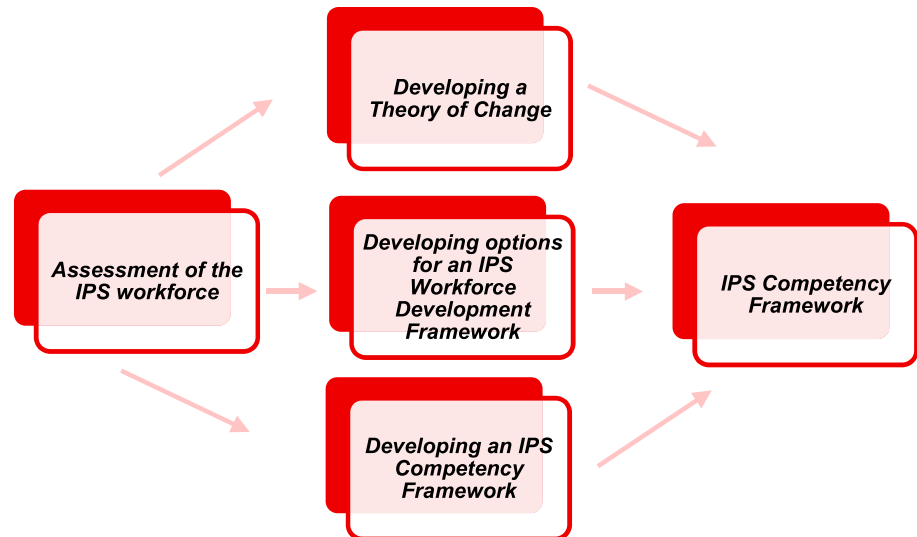 Developing a
Theory of Change
Assessment of the
IPS workforce
Developing options
for an IPS
Workforce
Development
Framework
IPS Competency
Framework
Developing an IPS
Competency
Framework